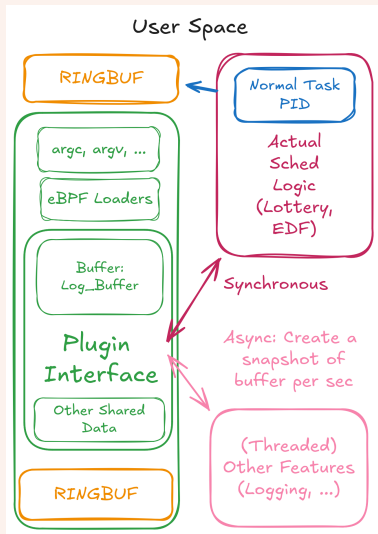 User Space
RINGBUF
Normal Task
PID
argc, argv, ...
eBPF Loaders
Actual
Sched
Logic
(Lottery,
EDF)
Buffer:
Log_Buffer
Synchronous
Plugin
Interface
Async: Create a
snapshot of
buffer per sec
Other Shared
Data
(Threaded)
Other Features
(Logging, ...)
RINGBUF